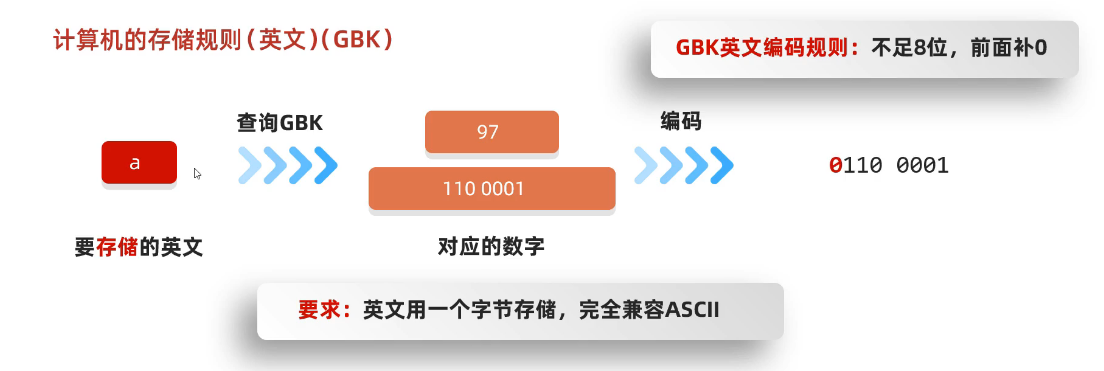 计算机的存储规则(英文)(GBK)
GBK英文编码规则：不足8位，前面补0
查询GBK
编码
a
97
110 0001
0110 0001
要存储的英文
对应的数字
要求：英文用一个字节存储，完全兼容ASCII